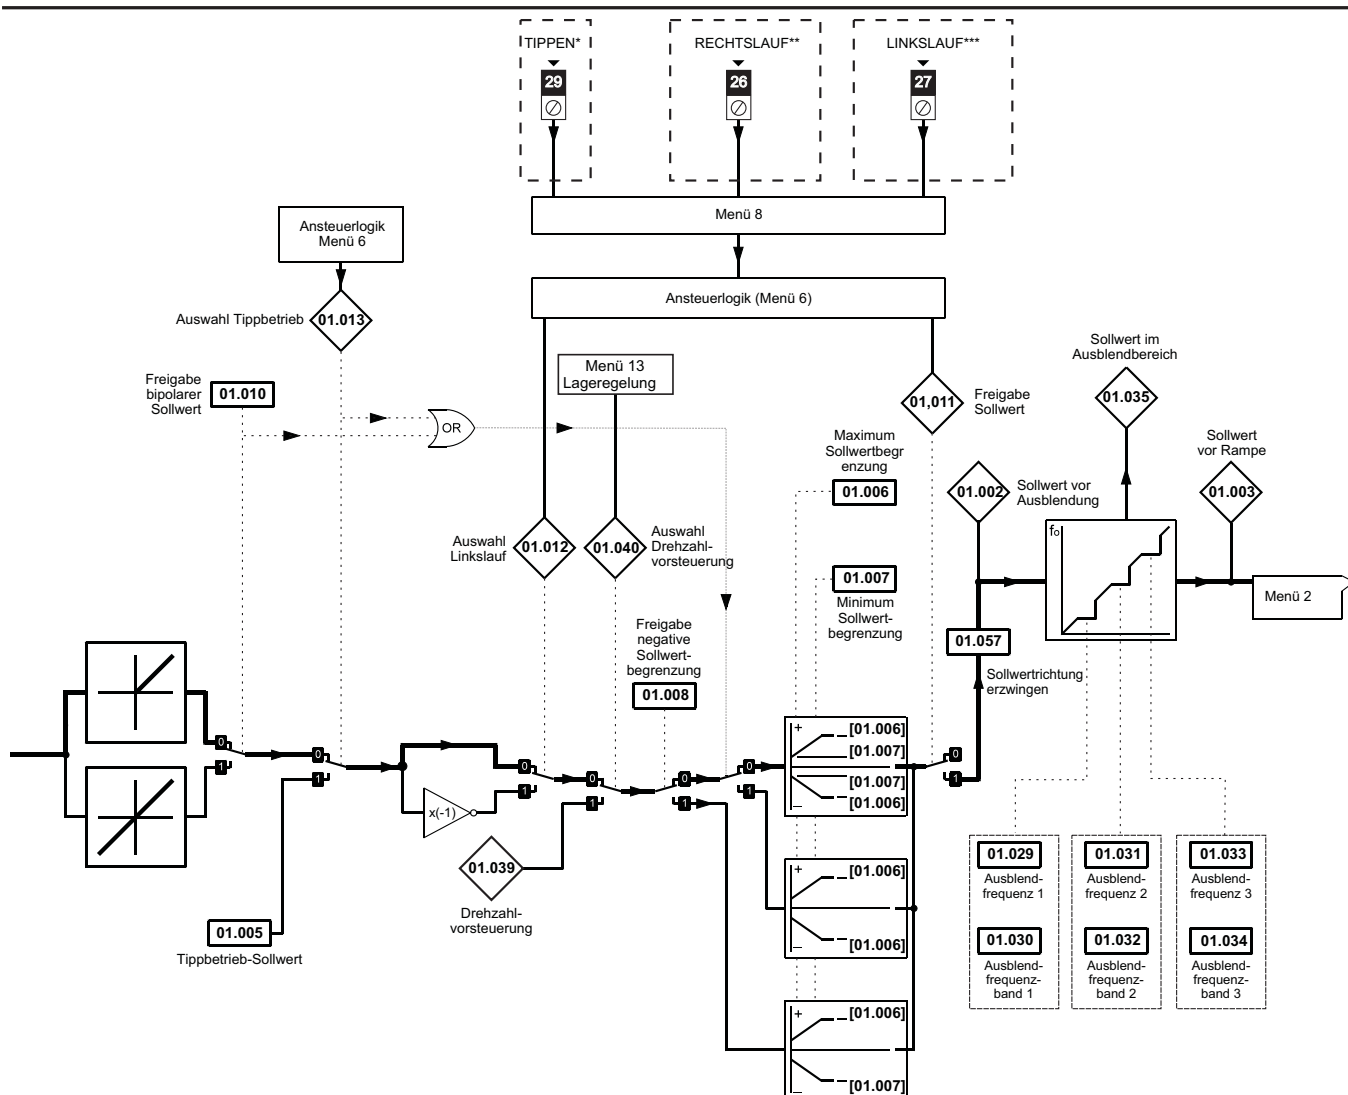 TIPPEN*
RECHTSLAUF**
LINKSLAUF***
29
26
27
Menü 8
Ansteuerlogik
Menü 6
Ansteuerlogik (Menü 6)
Auswahl Tippbetrieb
01.013
Menü 13
Lageregelung
Sollwert im
Ausblendbereich
01.035
Freigabe
bipolarer
Sollwert
01.010
OR
01,011
Freigabe
Sollwert
Maximum
Sollwertbegr
enzung
01.006
Sollwert
vor Rampe
01.003
01.002
Sollwert vor
Ausblendung
Auswahl
Linkslauf
01.012
01.040
Auswahl
Drehzahl-
vorsteuerung
01.007
Minimum
Sollwert-
begrenzung
fo
Menü 2
Freigabe
negative
Sollwert-
begrenzung
01.008
01.057
Sollwertrichtung
erzwingen
0
1
0
1
x(-1)
0
1
0
1
0
1
0
1
+
[01.006]
[01.007]
[01.007]
[01.006]
–
0
1
01.039
Drehzahl-
vorsteuerung
+
[01.006]
[01.006]
–
01.005
Tippbetrieb-Sollwert
+
[01.006]
[01.007]
–
01.029
Ausblend-
frequenz 1
01.030
Ausblend-
frequenz-
band 1
01.031
Ausblend-
frequenz 2
01.032
Ausblend-
frequenz-
band 2
01.033
Ausblend-
frequenz 3
01.034
Ausblend-
frequenz-
band 3